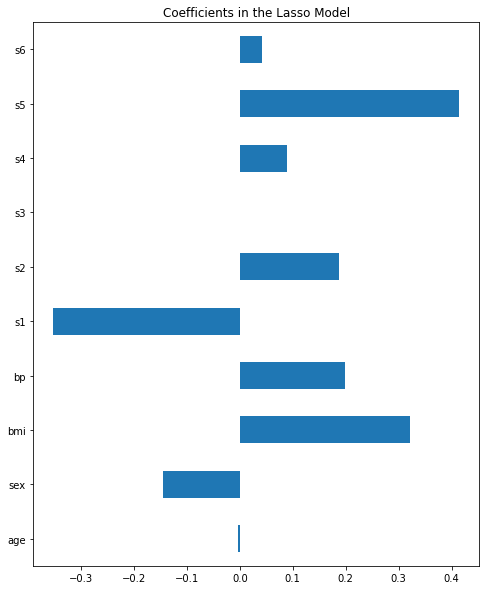 Coefficients in the Lasso Model
s6
s5
s4
s3
s2
s1
bp
bmi
sex
age
−0.3 −0.2 −0.1 0.0 0.1 0.2 0.3 0.4